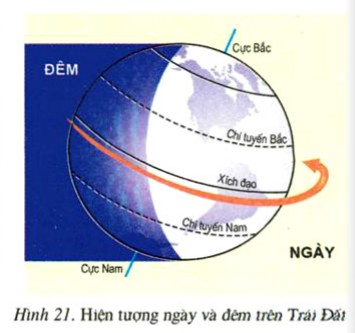 Cực Bắc
ĐÊM
Chí tuyến Bắc
Xích đạo
Chí tuyến Nam
NGÀY
Cực Nam
Hình 21. Hiện tượng ngày và đêm trên Trái Đất